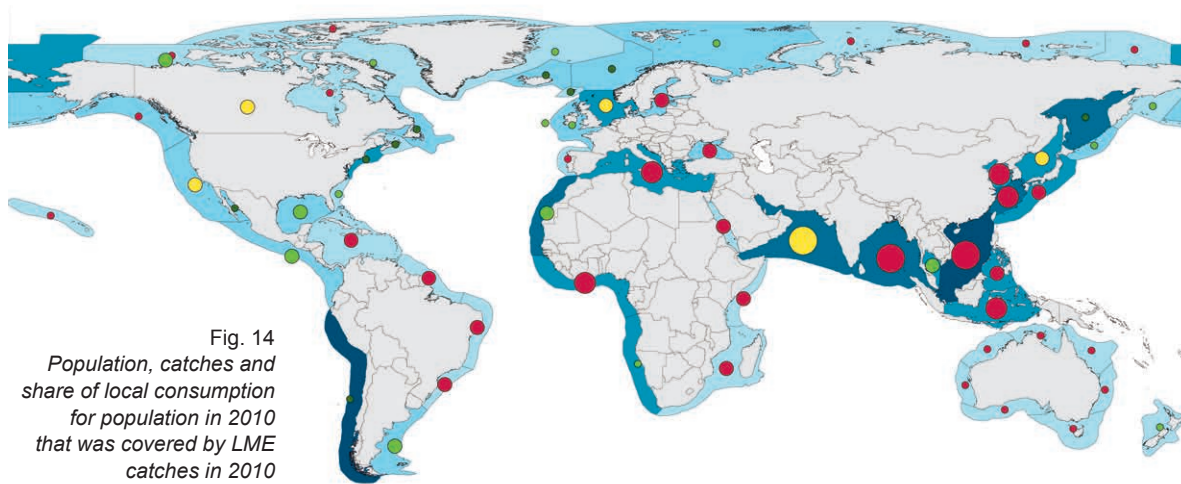 Fig. 14
Population, catches and
share of local consumption
for population in 2010
that was covered by LME
catches in 2010